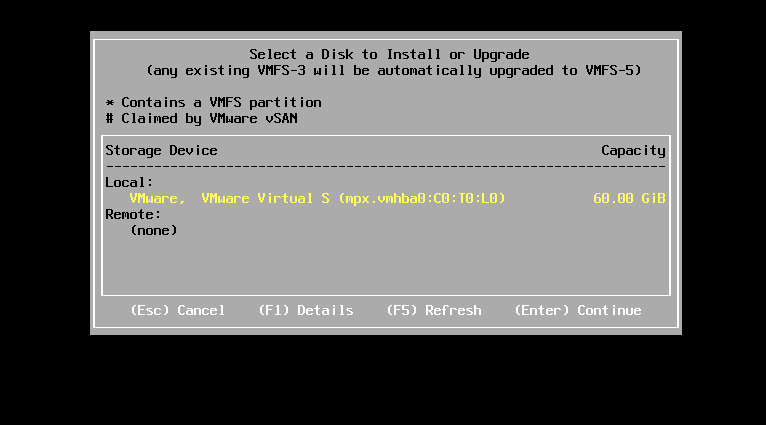 Select a Disk to Install or Upgrade
(any existing VMFS-3 will be automatically upgraded to VMFS-5)
* Contains a VMFS partition
# Claimed by VMware vSAN
Storage Device Capacity
--------------------------------------------------------------------------------
Local:
VMware,  VMware Virtual S (mpx.vmhba0:C0:T0:L0) 60.00 GiB
Remote:
(none)
(Esc) Cancel (F1) Details (F5) Refresh (Enter) Continue